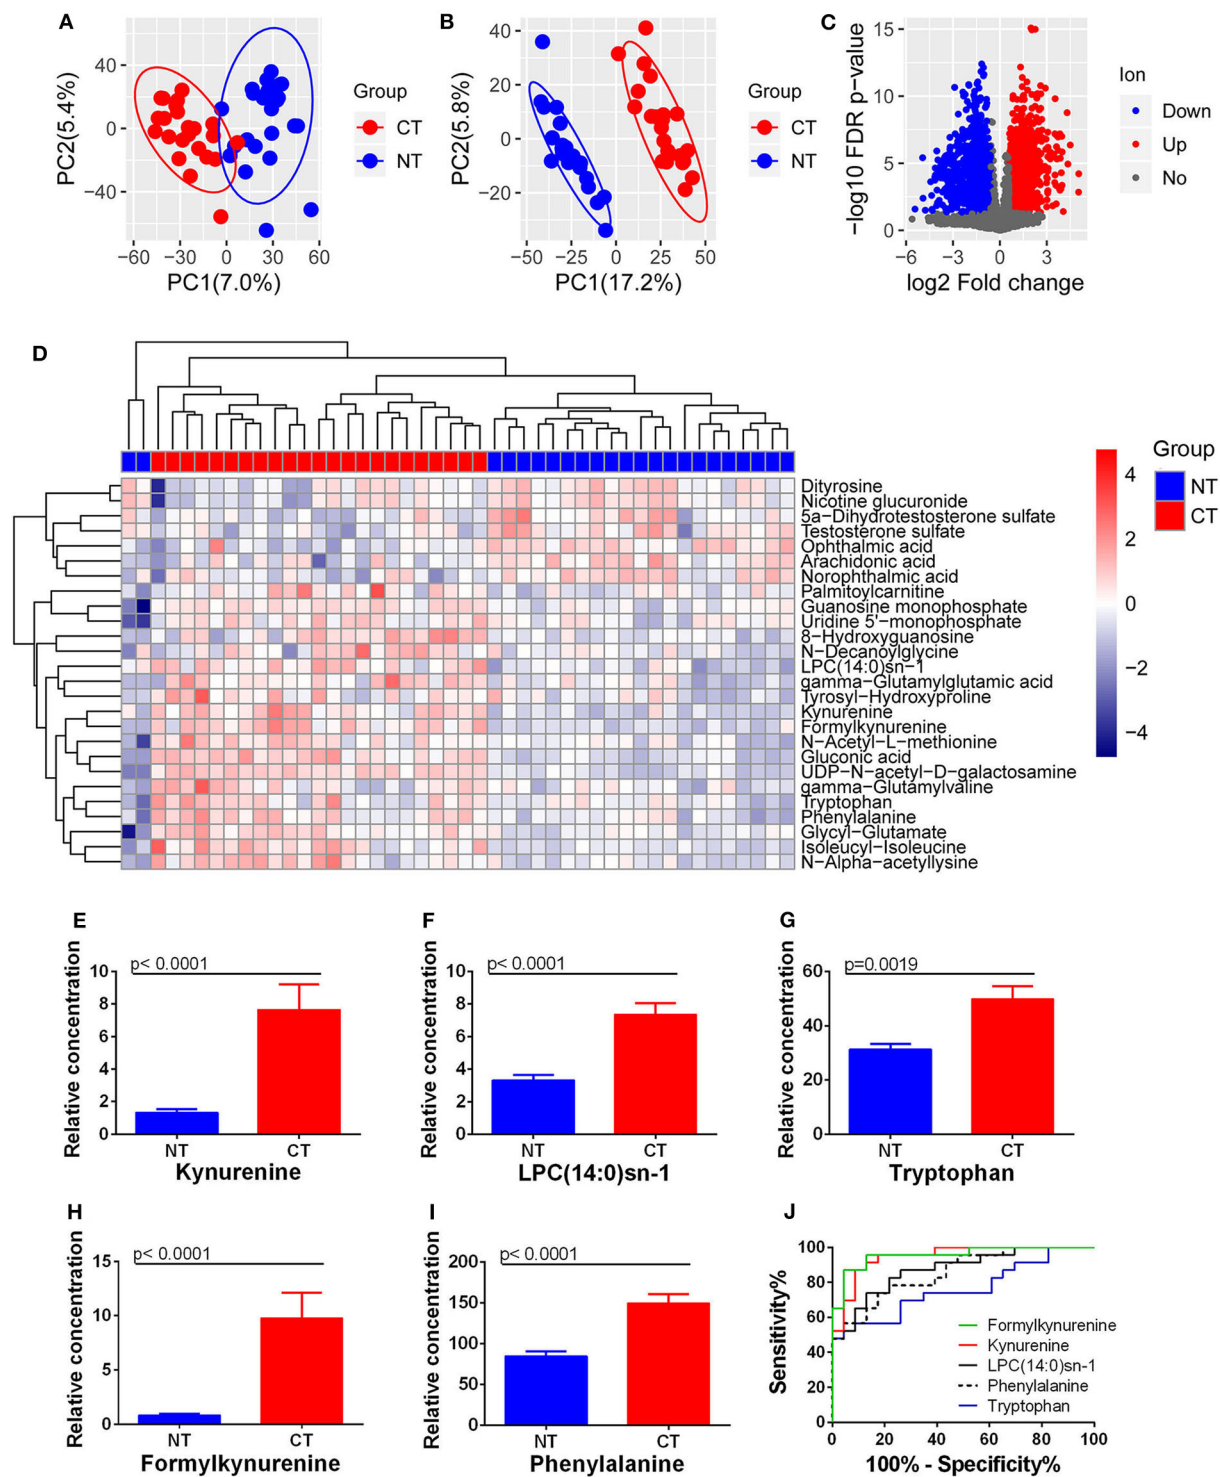 A
PC2(5.4%)
40
0
−40
−60
−30
0
30
60
PC1(7.0%)
Group
CT
NT
B
PC2(5.8%)
40
20
0
−20
−50
−25
0
25
50
PC1(17.2%)
Group
CT
NT
C
−log10 FDR p−value
15
10
5
0
−6
−3
0
3
log2 Fold change
Ion
Down
Up
No
D
Dityrosine
Nicotine glucuronide
5a−Dihydrotestosterone sulfate
Testosterone sulfate
Ophthalmic acid
Arachidonic acid
Norophthalmic acid
Palmitoylcarnitine
Guanosine monophosphate
Uridine 5'−monophosphate
8−Hydroxyguanosine
N−Decanoylglycine
LPC(14:0)sn−1
gamma−Glutamylglutamic acid
Tyrosyl−Hydroxyproline
Kynurenine
Formylkynurenine
N−Acetyl−L−methionine
Gluconic acid
UDP−N−acetyl−D−galactosamine
gamma−Glutamylvaline
Tryptophan
Phenylalanine
Glycyl−Glutamate
Isoleucyl−Isoleucine
N−Alpha−acetyllysine
4
2
0
−2
−4
Group
NT
CT
E
Relative concentration
p< 0.0001
10
8
6
4
2
0
NT
CT
Kynurenine
F
Relative concentration
p< 0.0001
10
8
6
4
2
0
NT
CT
LPC(14:0)sn-1
G
Relative concentration
p=0.0019
60
40
20
0
NT
CT
Tryptophan
H
Relative concentration
p< 0.0001
15
10
5
0
NT
CT
Formylkynurenine
I
Relative concentration
p< 0.0001
200
150
100
50
0
NT
CT
Phenylalanine
J
Sensitivity%
100
80
60
40
20
0
Formylkynurenine
Kynurenine
LPC(14:0)sn-1
Phenylalanine
Tryptophan
0
20
40
60
80
100
100% - Specificity%